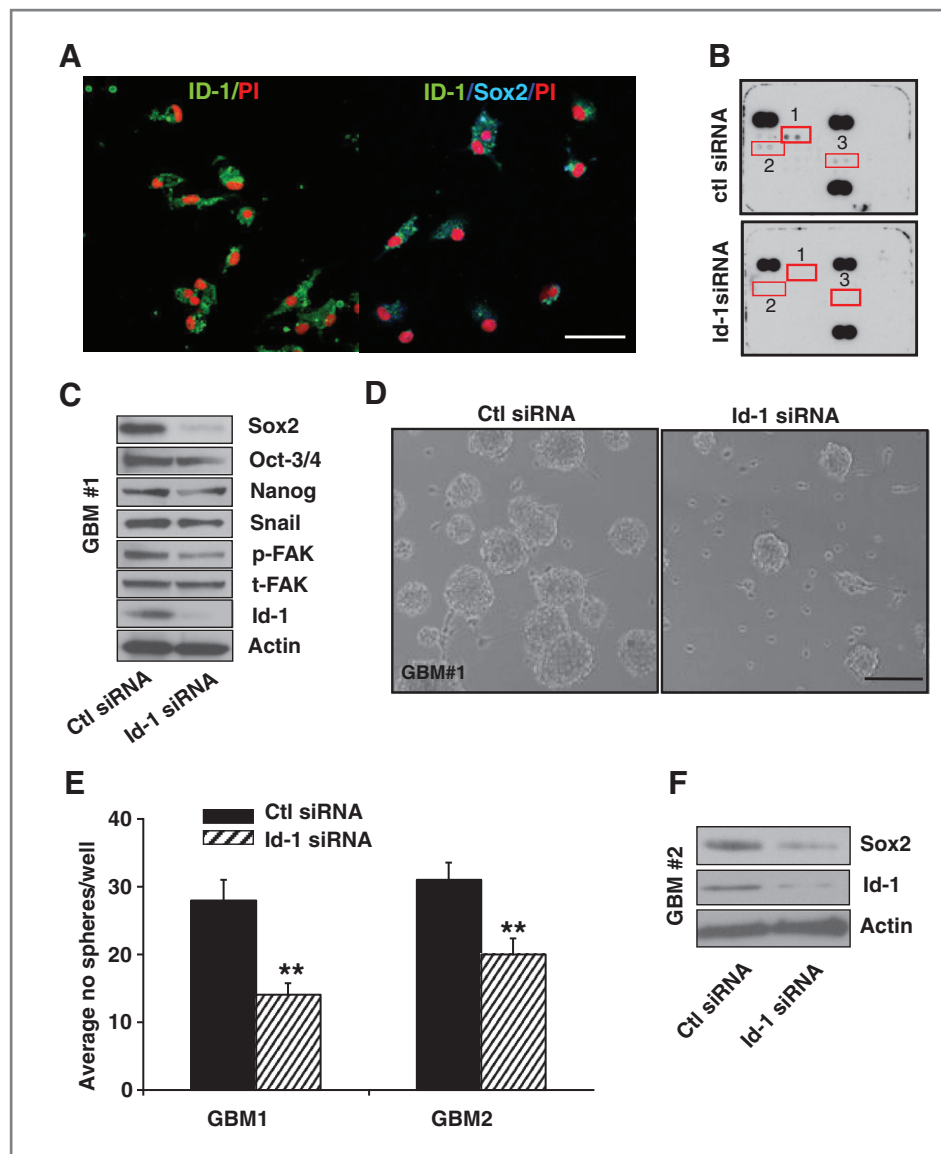 A
ID-1/PI
ID-1/Sox2/PI
B
ctl siRNA
1
2
3
Id-1siRNA
1
2
3
C
GBM #1
Sox2
Oct-3/4
Nanog
Snail
p-FAK
t-FAK
Id-1
Actin
Ctl siRNA
Id-1 siRNA
D
Ctl siRNA
Id-1 siRNA
GBM#1
E
Ctl siRNA
Id-1 siRNA
Average no spheres/well
40
30
20
10
0
**
**
GBM1
GBM2
F
GBM #2
Sox2
Id-1
Actin
Ctl siRNA
Id-1 siRNA